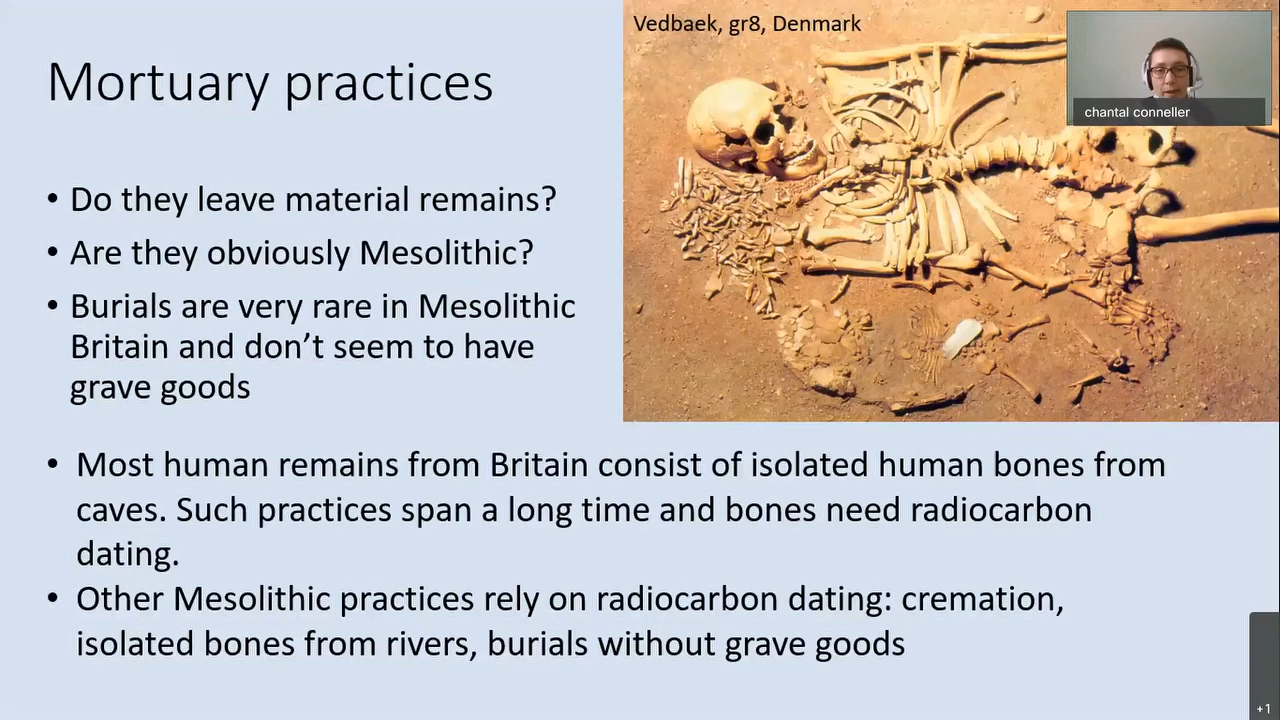 Mortuary practices
Vedbaek, gr8, Denmark
chantal conneller
• Do they leave material remains?
• Are they obviously Mesolithic?
• Burials are very rare in Mesolithic
Britain and don’t seem to have
grave goods
• Most human remains from Britain consist of isolated human bones from
caves. Such practices span a long time and bones need radiocarbon
dating.
• Other Mesolithic practices rely on radiocarbon dating: cremation,
isolated bones from rivers, burials without grave goods
+1